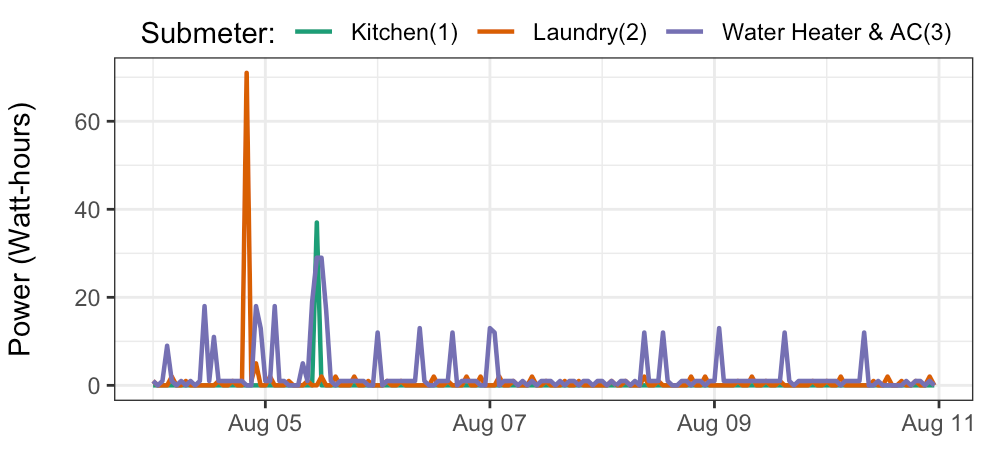 Submeter: Kitchen(1) Laundry(2) Water Heater & AC(3)
Power (Watt-hours)
60
40
20
0
Aug 05 Aug 07 Aug 09 Aug 11